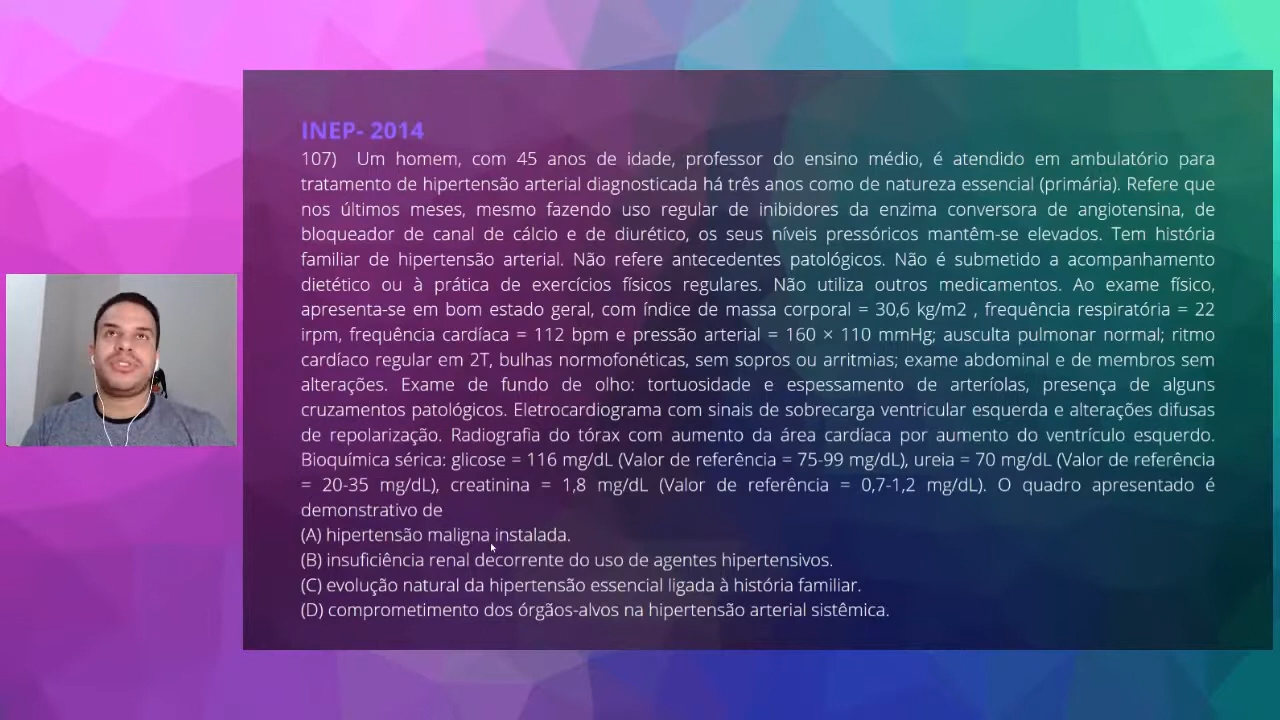 INEP- 2014
107) Um homem, com 45 anos de idade, professor do ensino médio, é atendido em ambulatório para
tratamento de hipertensão arterial diagnosticada há três anos como de natureza essencial (primária). Refere que
nos últimos meses, mesmo fazendo uso regular de inibidores da enzima conversora de angiotensina, de
bloqueador de canal de cálcio e de diurético, os seus níveis pressóricos mantêm-se elevados. Tem história
familiar de hipertensão arterial. Não refere antecedentes patológicos. Não é submetido a acompanhamento
dietético ou à prática de exercícios físicos regulares. Não utiliza outros medicamentos. Ao exame físico,
apresenta-se em bom estado geral, com índice de massa corporal = 30,6 kg/m2 , frequência respiratória = 22
irpm, frequência cardíaca = 112 bpm e pressão arterial = 160 × 110 mmHg; ausculta pulmonar normal; ritmo
cardíaco regular em 2T, bulhas normofonéticas, sem sopros ou arritmias; exame abdominal e de membros sem
alterações. Exame de fundo de olho: tortuosidade e espessamento de arteríolas, presença de alguns
cruzamentos patológicos. Eletrocardiograma com sinais de sobrecarga ventricular esquerda e alterações difusas
de repolarização. Radiografia do tórax com aumento da área cardíaca por aumento do ventrículo esquerdo.
Bioquímica sérica: glicose = 116 mg/dL (Valor de referência = 75-99 mg/dL), ureia = 70 mg/dL (Valor de referência
= 20-35 mg/dL), creatinina = 1,8 mg/dL (Valor de referência = 0,7-1,2 mg/dL). O quadro apresentado é
demonstrativo de
(A) hipertensão maligna instalada.
(B) insuficiência renal decorrente do uso de agentes hipertensivos.
(C) evolução natural da hipertensão essencial ligada à história familiar.
(D) comprometimento dos órgãos-alvos na hipertensão arterial sistêmica.